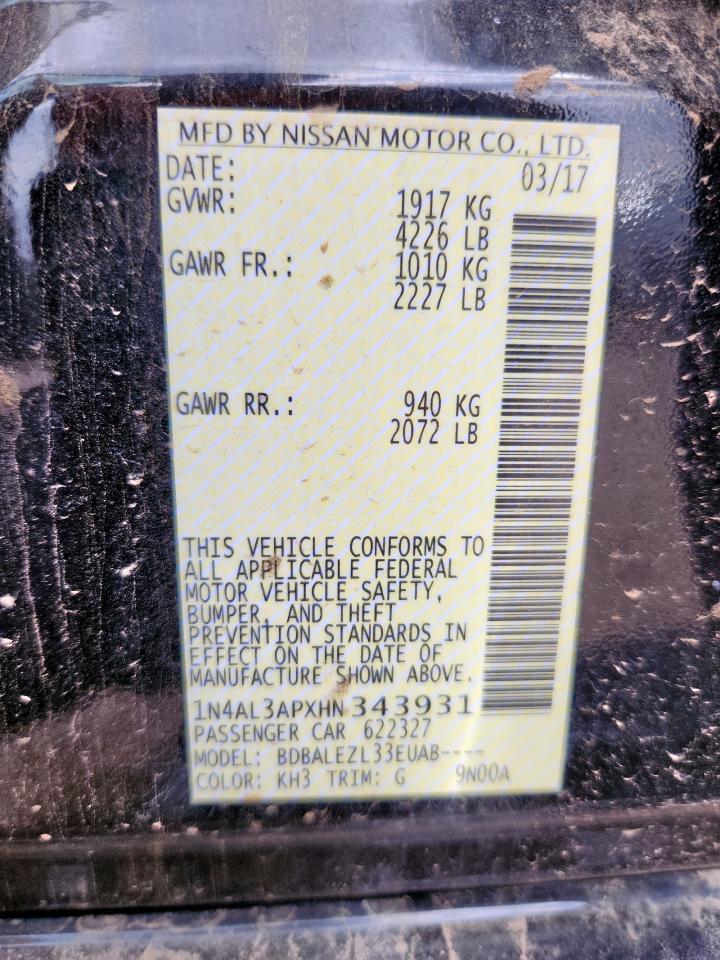 MFD BY NISSAN MOTOR CO., LTD.
DATE: 03/17
GVWR: 1917 KG
4226 LB
GAWR FR.: 1010 KG
2227 LB
GAWR RR.: 940 KG
2072 LB
THIS VEHICLE CONFORMS TO
ALL APPLICABLE FEDERAL
MOTOR VEHICLE SAFETY,
BUMPER, AND THEFT
PREVENTION STANDARDS IN
EFFECT ON THE DATE OF
MANUFACTURE SHOWN ABOVE.
1N4AL3APXHN343931
PASSENGER CAR 622327
MODEL: BDBALEZL33EUAB----
COLOR: KH3 TRIM: G 9N00A